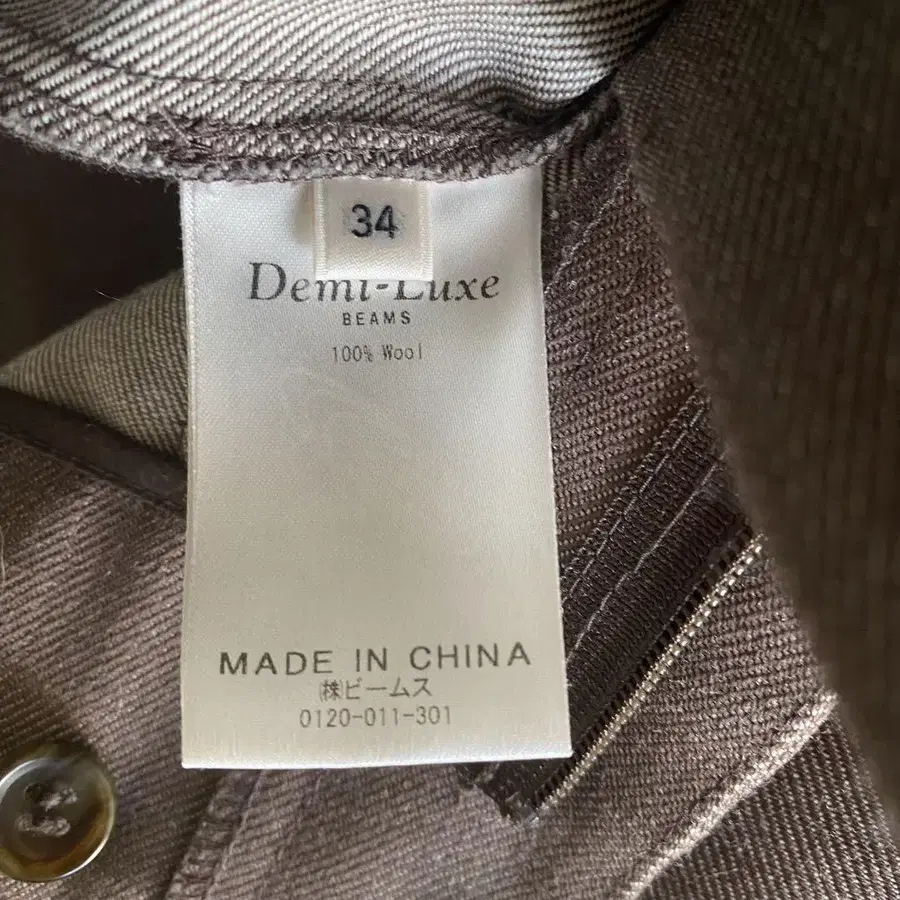 34
Demi-Luxe
BEAMS
100% Wool
MADE IN CHINA
㈱ビームス
0120-011-301